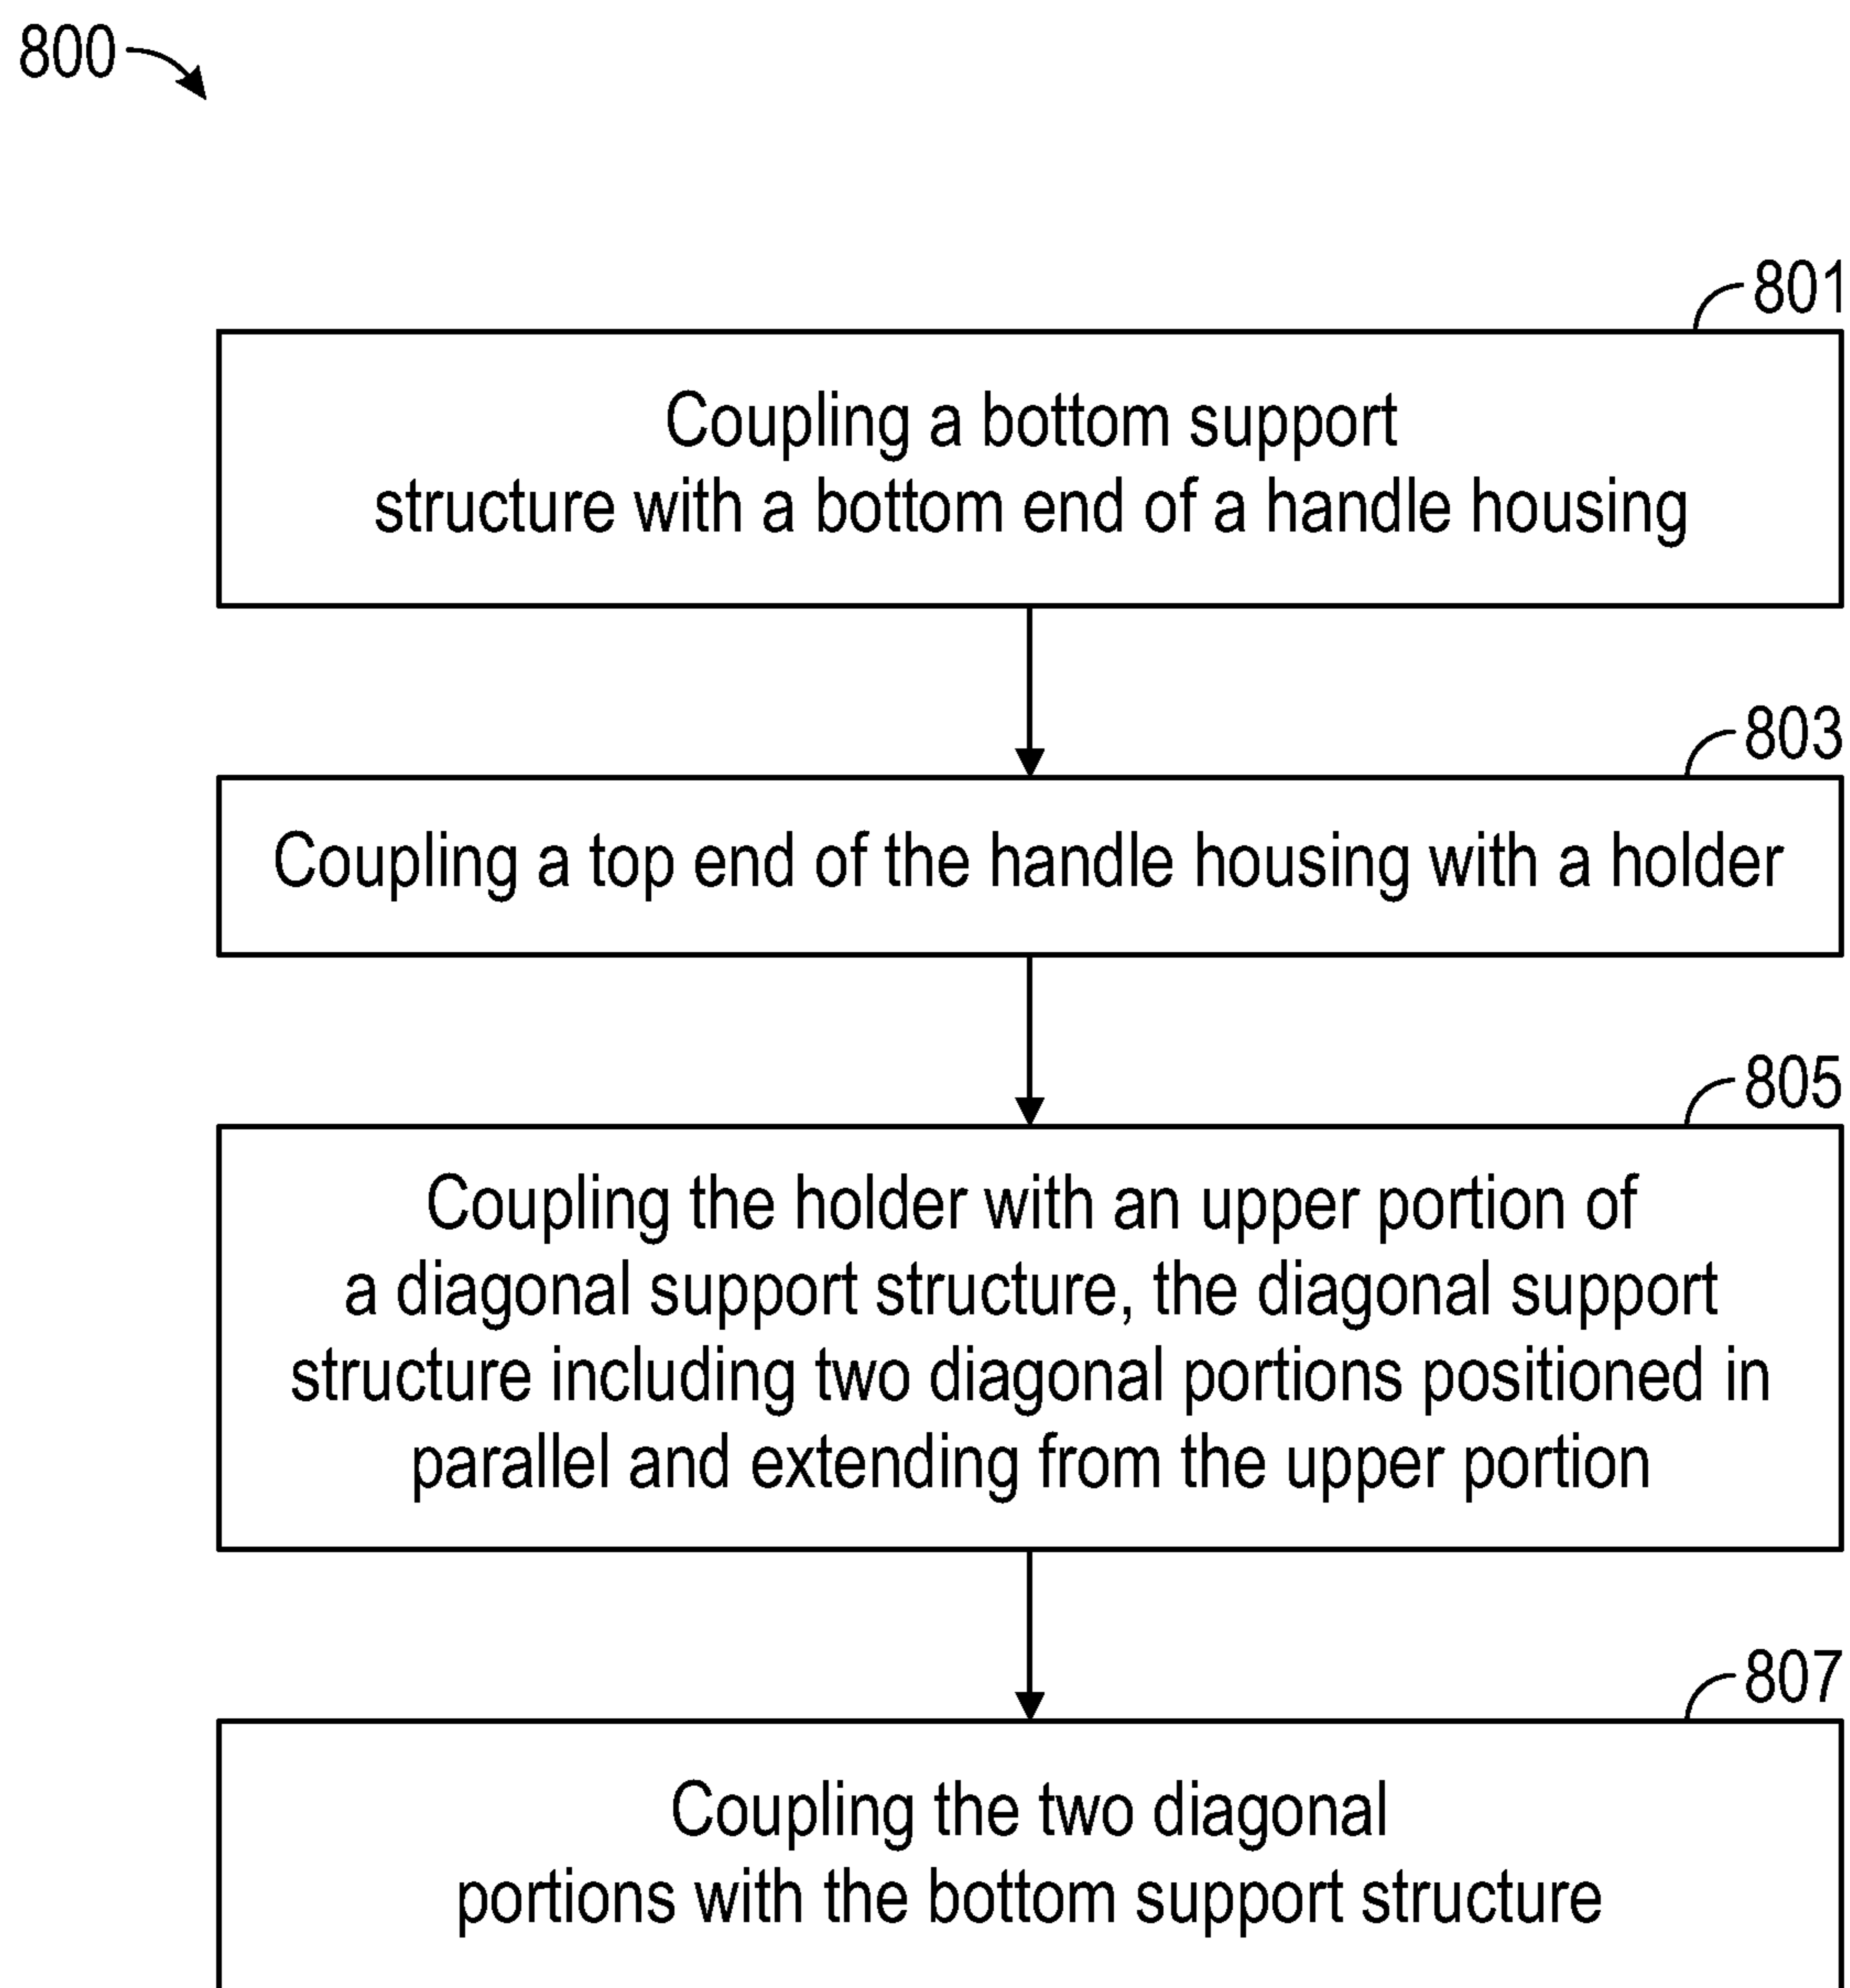 800
801
Coupling a bottom support
structure with a bottom end of a handle housing
803
Coupling a top end of the handle housing with a holder
805
Coupling the holder with an upper portion of
a diagonal support structure, the diagonal support
structure including two diagonal portions positioned in
parallel and extending from the upper portion
807
Coupling the two diagonal
portions with the bottom support structure